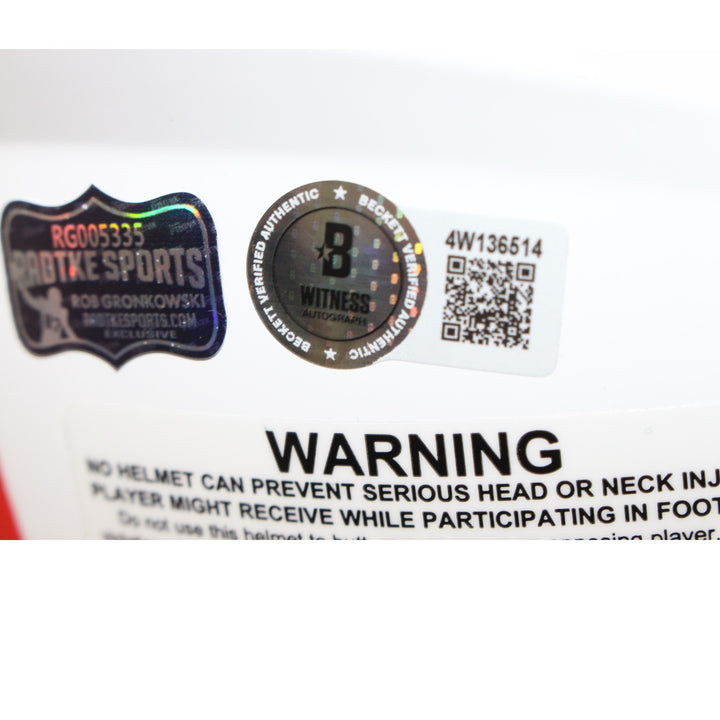 RG005335
RADTKE SPORTS
ROB GRONKOWSKI
RADTKESPORTS.COM
EXCLUSIVE
BECKETT VERIFIED AUTHENTIC ★ BECKETT VERIFIED AUTHENTIC ★
B
WITNESS
AUTOGRAPH
4W136514
WARNING
NO HELMET CAN PREVENT SERIOUS HEAD OR NECK INJ
PLAYER MIGHT RECEIVE WHILE PARTICIPATING IN FOOT
Do not use this helmet to butt player,